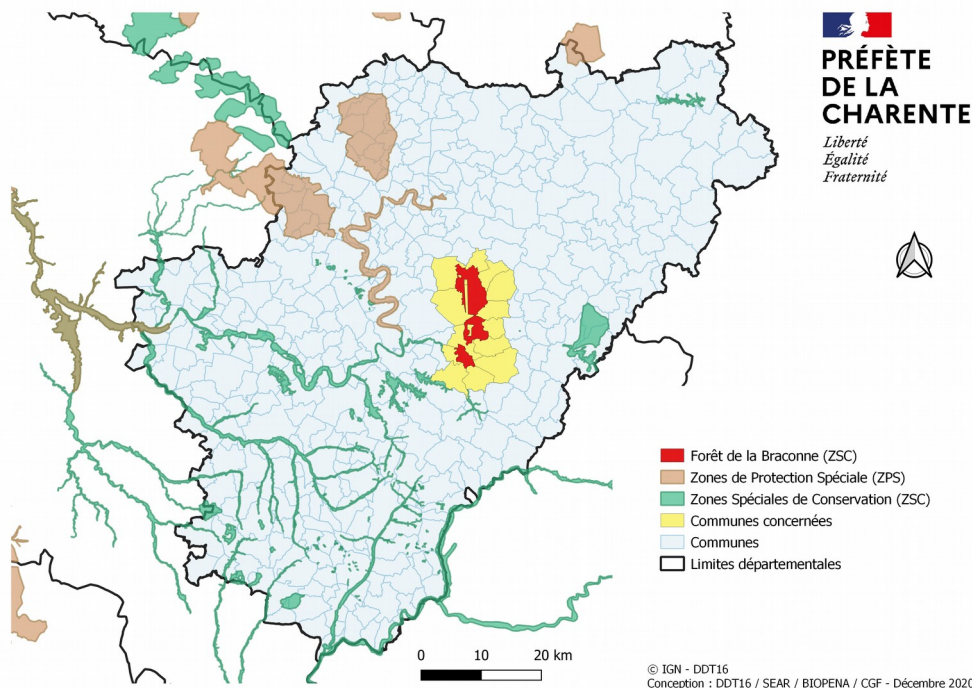 PRÉFÈTE
DE LA
CHARENTE
Liberté
Égalité
Fraternité
Forêt de la Braconne (ZSC)
Zones de Protection Spéciale (ZPS)
Zones Spéciales de Conservation (ZSC)
Communes concernées
Communes
Limites départementales
0 10 20 km
© IGN - DDT16
Conception : DDT16 / SEAR / BIOPENA / CGF - Décembre 2020